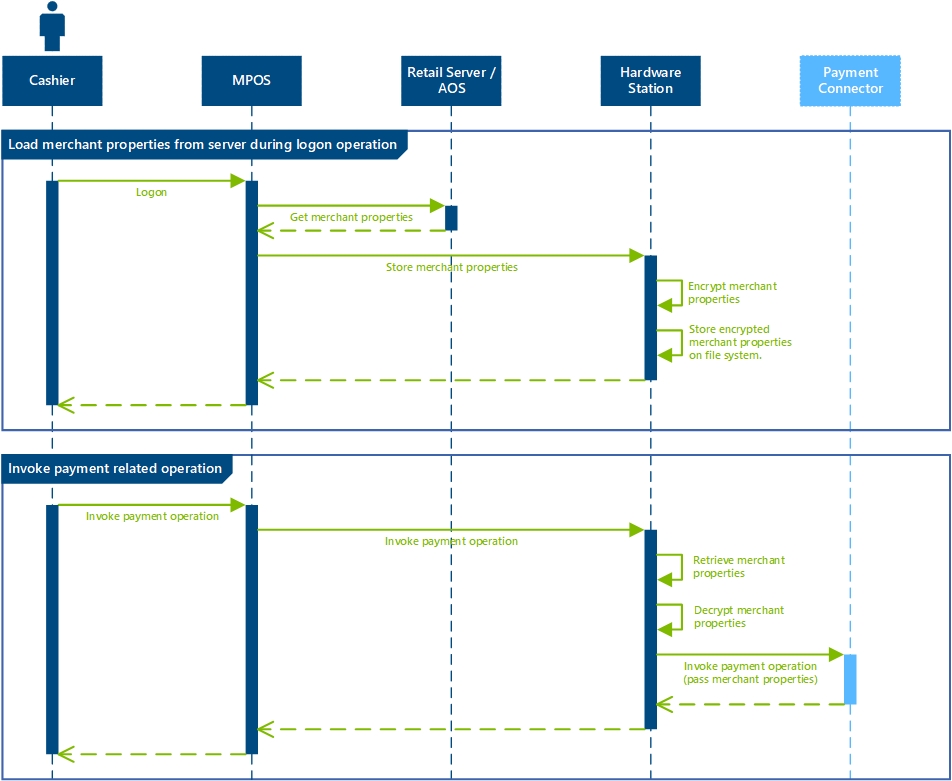 Cashier
MPOS
Retail Server /
AOS
Hardware
Station
Payment
Connector
Load merchant properties from server during logon operation
Logon
Get merchant properties
Store merchant properties
Encrypt merchant
properties
Store encrypted
merchant properties
on file system.
Invoke payment related operation
Invoke payment operation
Invoke payment operation
Retrieve merchant
properties
Decrypt merchant
properties
Invoke payment operation
(pass merchant properties)